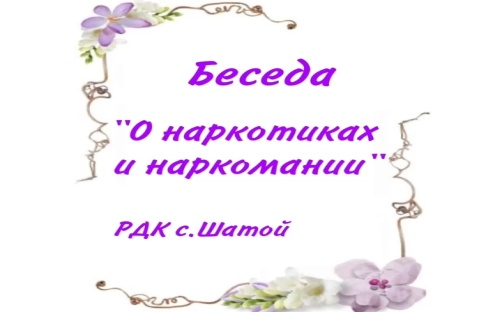 Беседа
"О наркотиках
и наркомании"
РДК с.Шатой